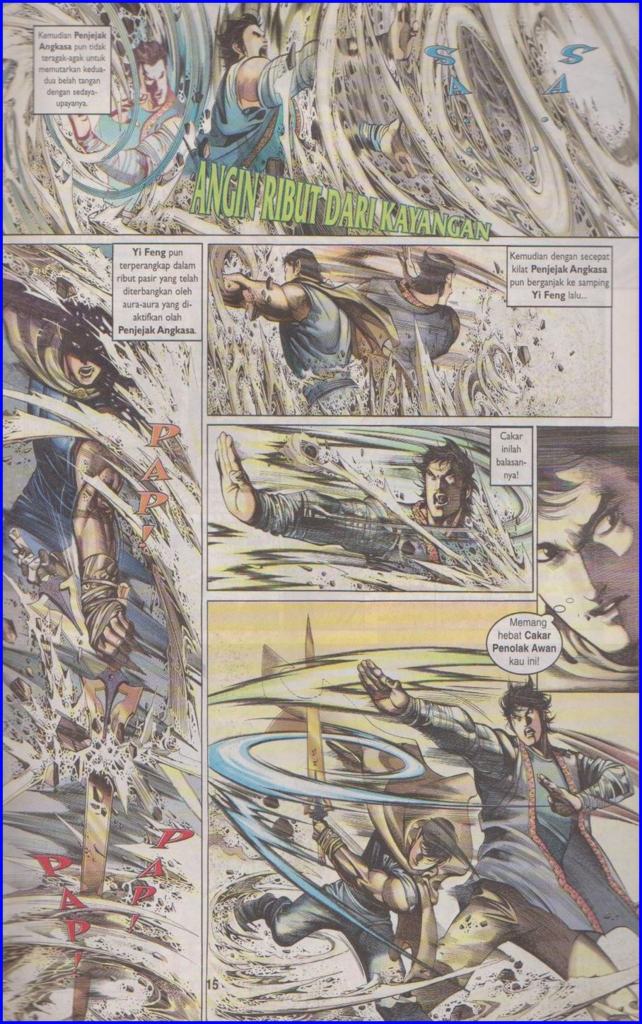 Kemudian Penjejak
Angkasa pun tidak
teragak-agak untuk
memutarkan kedua-
dua belah tangan
dengan sedaya-
upayanya.
SA
SA
ANGIN RIBUT DARI KAYANGAN
Yi Feng pun
terperangkap dalam
ribut pasir yang telah
diterbangkan oleh
aura-aura yang di-
aktifkan olah
Penjejak Angkasa.
Kemudian dengan secepat
kilat Penjejak Angkasa
pun berganjak ke samping
Yi Feng lalu...
PAP!
Cakar
inilah
balasan-
nya!
Memang
hebat Cakar
Penolak Awan
kau ini!
PAP!
PAP!
15